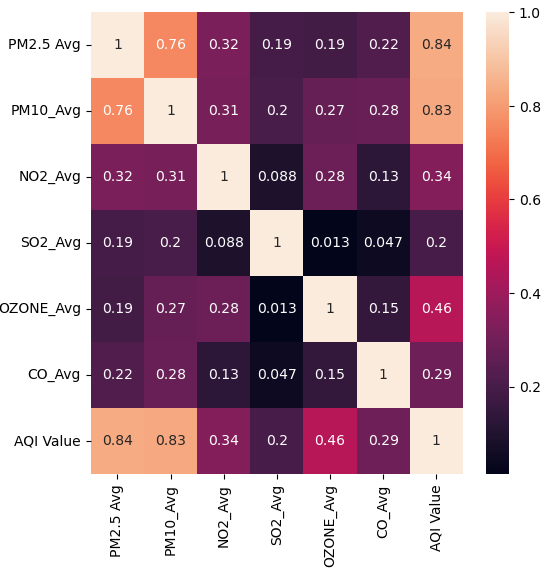 PM2.5 Avg 1 0.76 0.32 0.19 0.19 0.22 0.84
PM10_Avg 0.76 1 0.31 0.2 0.27 0.28 0.83
NO2_Avg 0.32 0.31 1 0.088 0.28 0.13 0.34
SO2_Avg 0.19 0.2 0.088 1 0.013 0.047 0.2
OZONE_Avg 0.19 0.27 0.28 0.013 1 0.15 0.46
CO_Avg 0.22 0.28 0.13 0.047 0.15 1 0.29
AQI Value 0.84 0.83 0.34 0.2 0.46 0.29 1
PM2.5 Avg
PM10_Avg
NO2_Avg
SO2_Avg
OZONE_Avg
CO_Avg
AQI Value
1.0
0.8
0.6
0.4
0.2